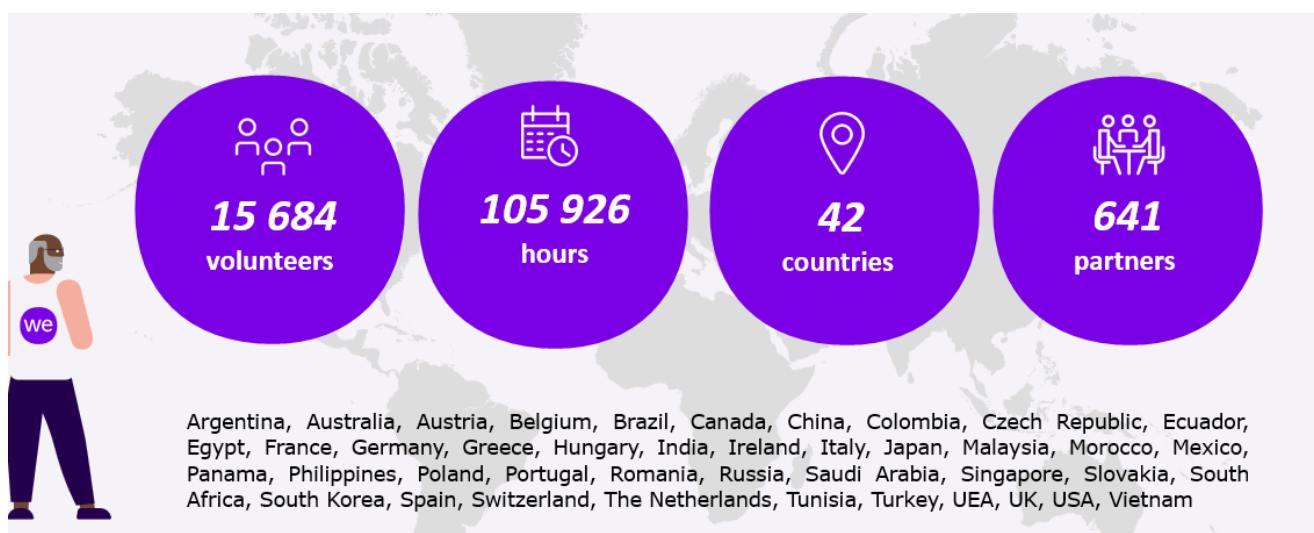 15 684
volunteers
105 926
hours
42
countries
641
partners
we
Argentina, Australia, Austria, Belgium, Brazil, Canada, China, Colombia, Czech Republic, Ecuador,
Egypt, France, Germany, Greece, Hungary, India, Ireland, Italy, Japan, Malaysia, Morocco, Mexico,
Panama, Philippines, Poland, Portugal, Romania, Russia, Saudi Arabia, Singapore, Slovakia, South
Africa, South Korea, Spain, Switzerland, The Netherlands, Tunisia, Turkey, UEA, UK, USA, Vietnam